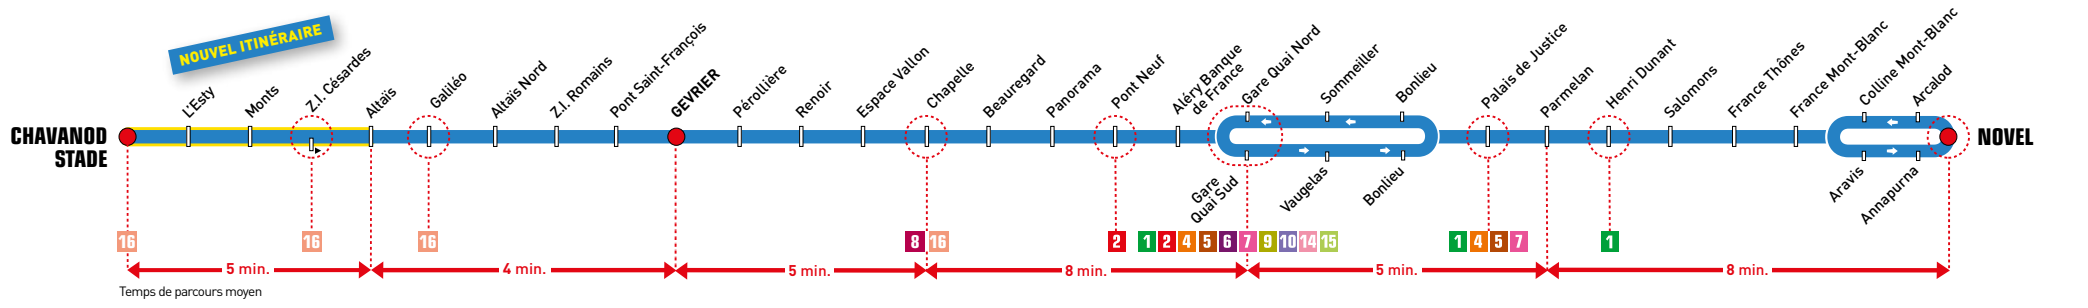 NOUVEL ITINÉRAIRE
CHAVANOD
STADE
L'Esty
Monts
Z.I. Césardes
Altaïs
Galiléo
Altaïs Nord
Z.I. Romains
Pont Saint-François
GEVRIER
Pérollière
Renoir
Espace Vallon
Chapelle
Beauregard
Panorama
Pont Neuf
Aléry Banque
de France
Gare Quai Nord
Sommeiller
Bonlieu
Palais de Justice
Parmelan
Henri Dunant
Salomons
France Thônes
France Mont-Blanc
Colline Mont-Blanc
Arcalod
NOVEL
Gare
Quai Sud
Vaugelas
Bonlieu
Aravis
Annapurna
16
16
16
8 16
2
1 2 4 5 6 7 9 10 14 15
1 4 5 7
1
5 min.
4 min.
5 min.
8 min.
5 min.
8 min.
Temps de parcours moyen